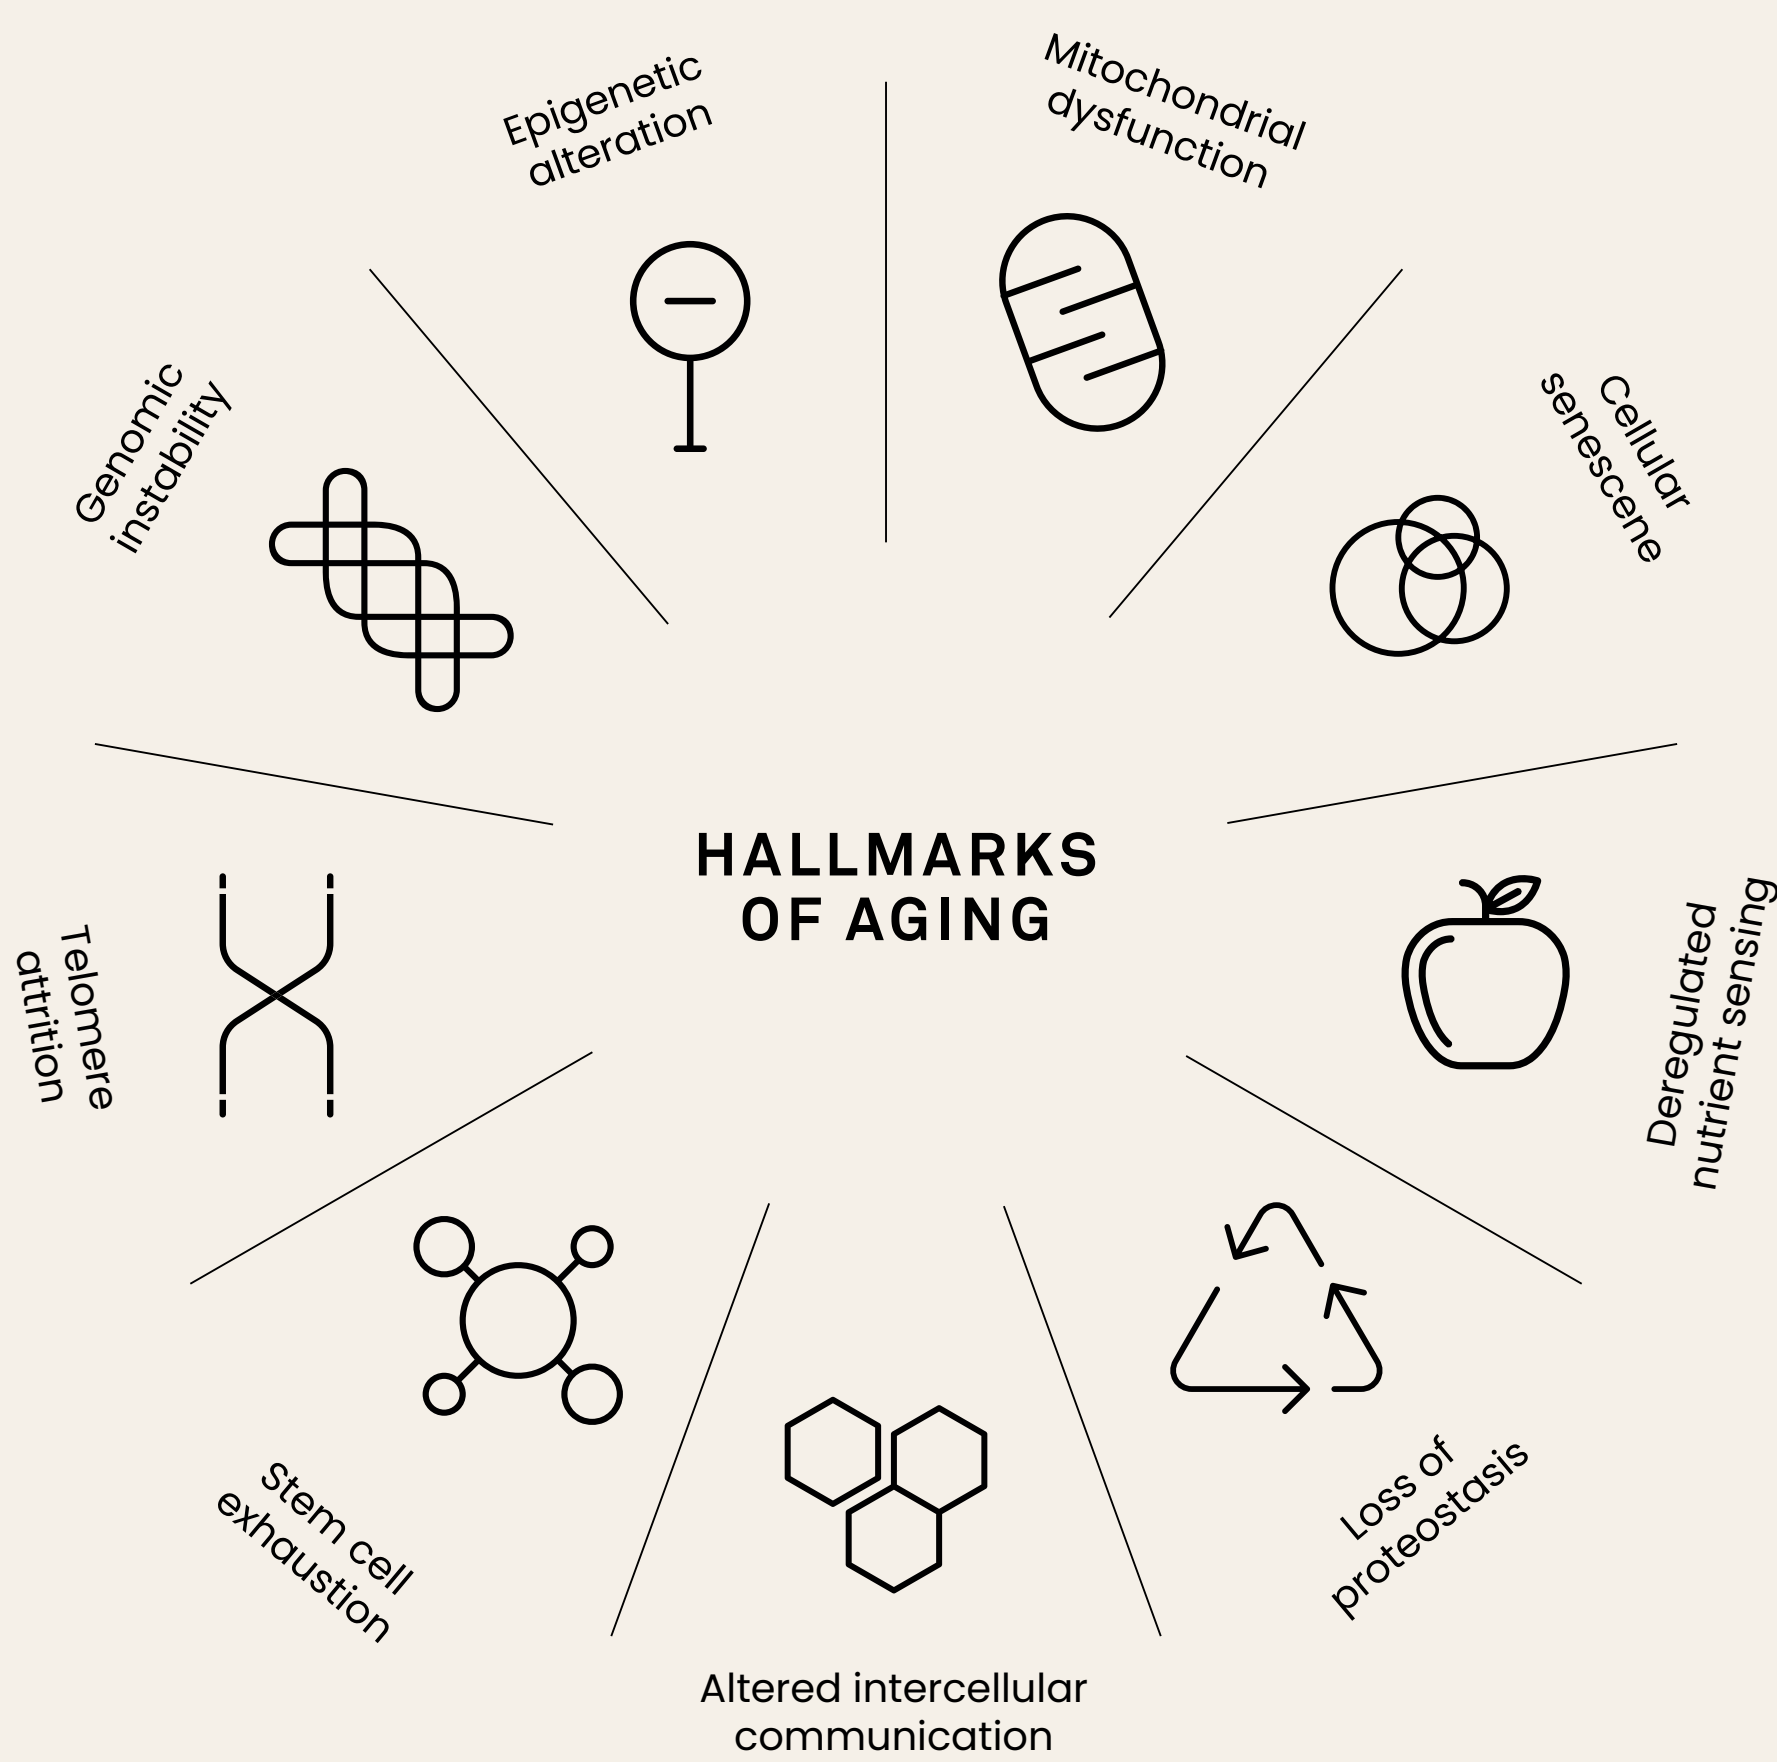 Epigenetic
alteration
Mitochondrial
dysfunction
Genomic
instability
Cellular
senescene
HALLMARKS
OF AGING
Telomere
attrition
Deregulated
nutrient sensing
Stem cell
exhaustion
Loss of
proteostasis
Altered intercellular
communication